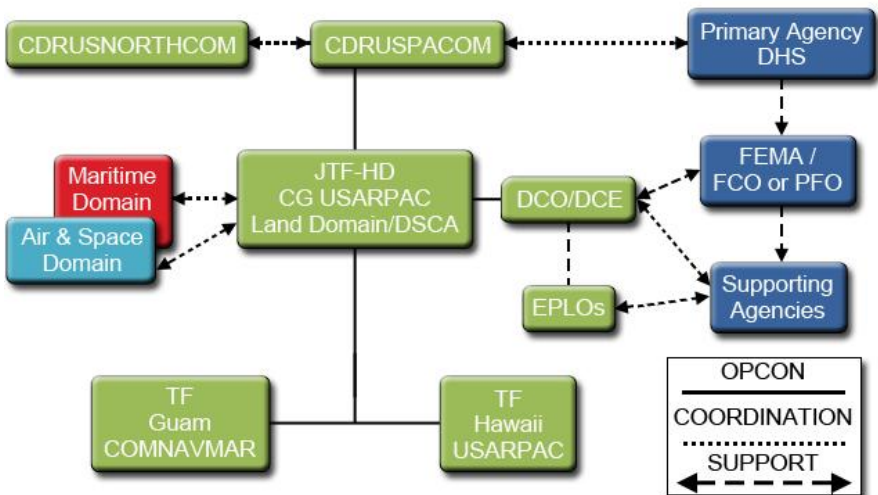 CDRUSNORTHCOM
CDRUSPACOM
Primary Agency
DHS
Maritime
Domain
Air & Space
Domain
JTF-HD
CG USARPAC
Land Domain/DSCA
DCO/DCE
FEMA /
FCO or PFO
EPLOs
Supporting
Agencies
TF
Guam
COMNAVMAR
TF
Hawaii
USARPAC
OPCON
COORDINATION
SUPPORT